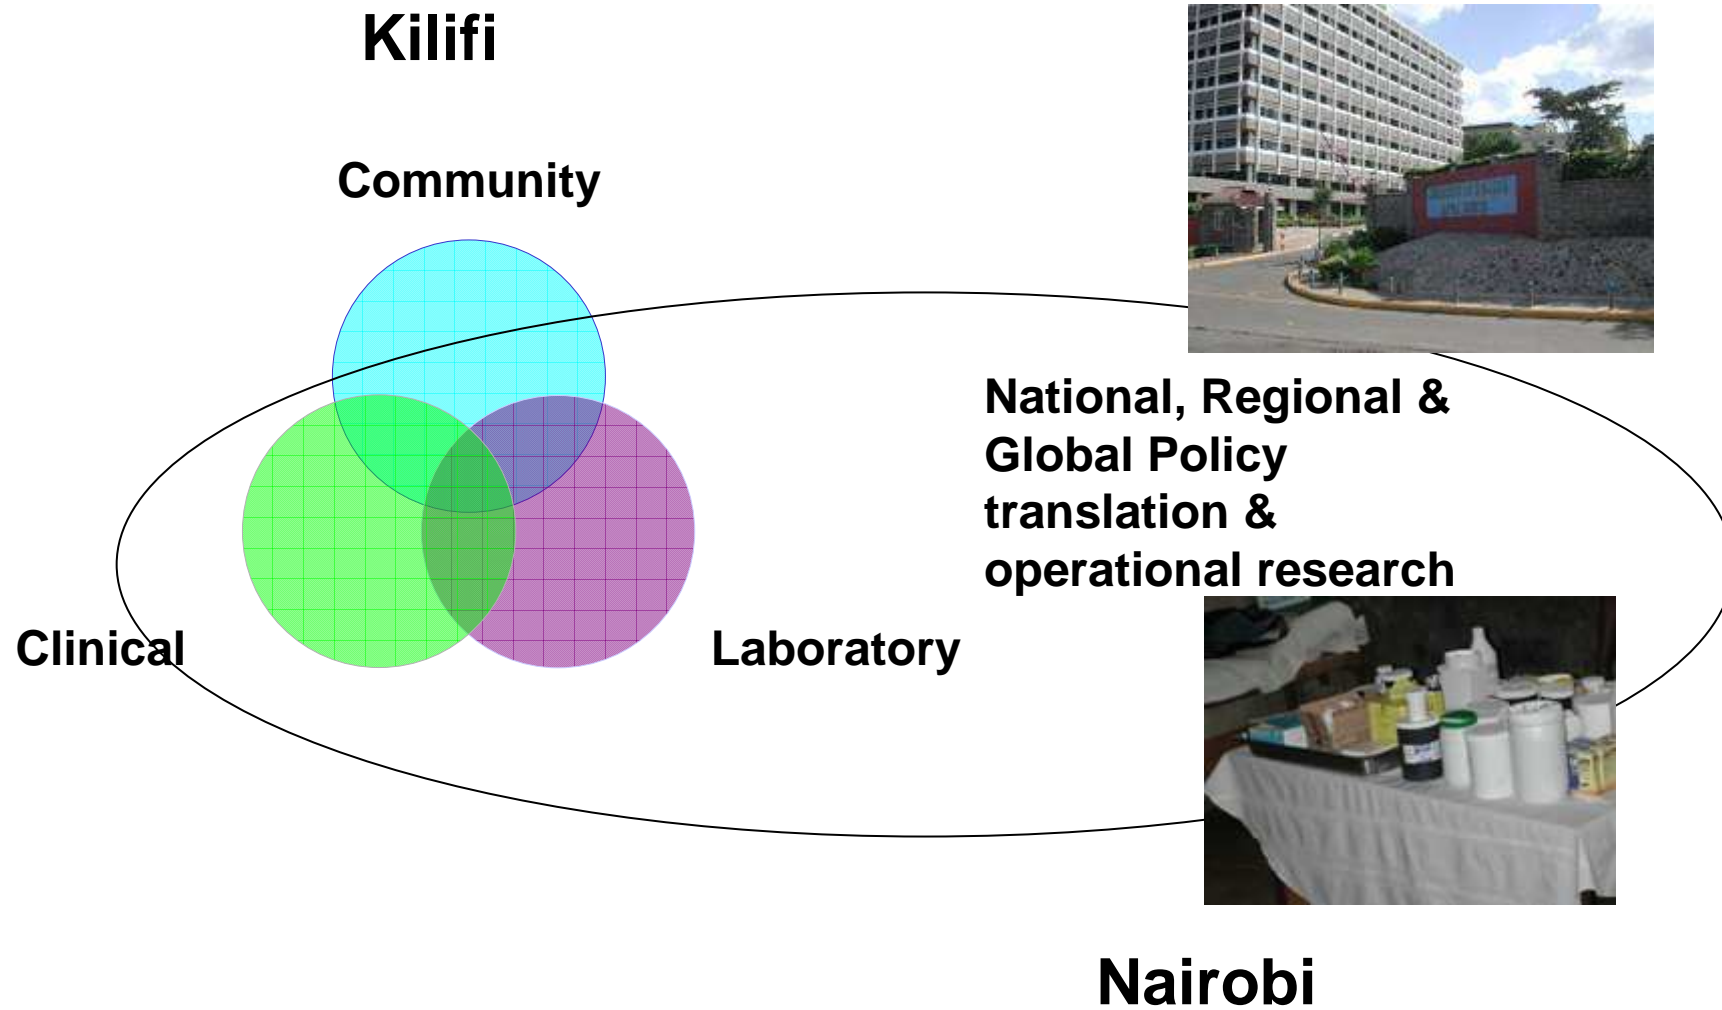 Kilifi
Community
National, Regional &
Global Policy
translation &
operational research
Clinical
Laboratory
Nairobi